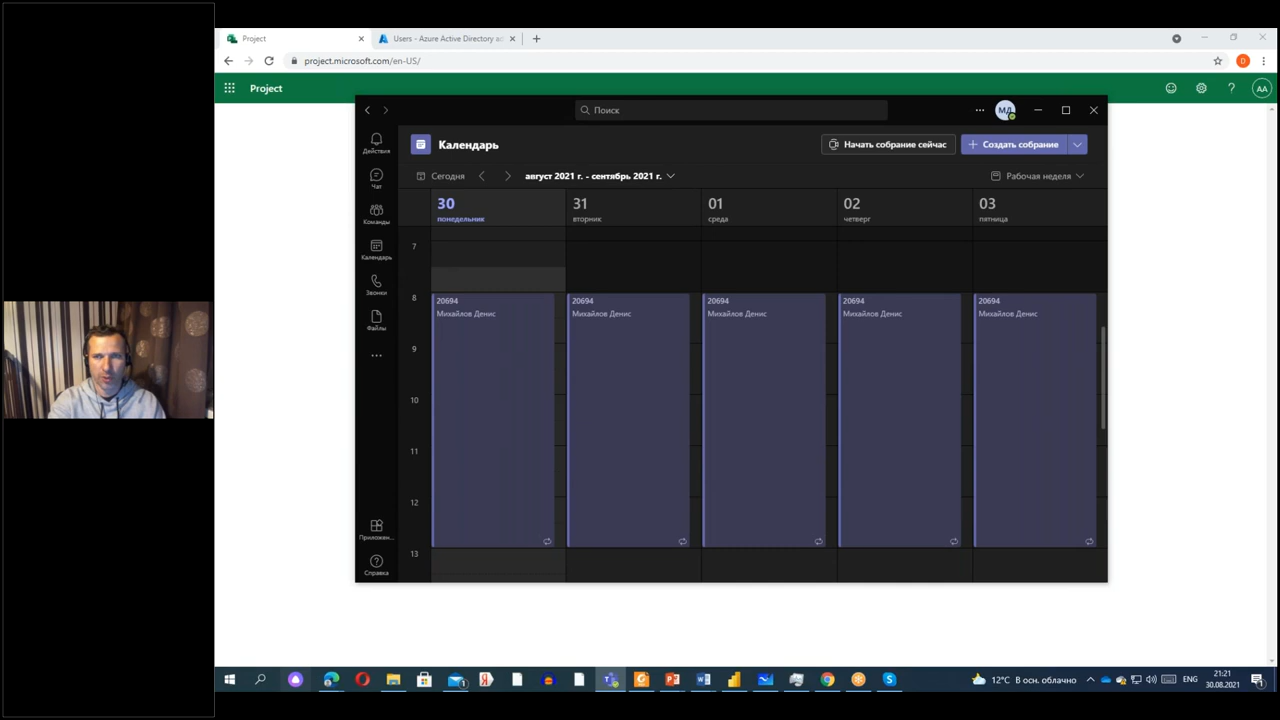 Project
Users - Azure Active Directory ac
project.microsoft.com/en-US/
D
Project
AA
Поиск
МД
Действия
Чат
Команды
Календарь
Звонки
Файлы
Приложен...
Справка
Календарь
Начать собрание сейчас
Создать собрание
Сегодня
август 2021 г. - сентябрь 2021 г.
Рабочая неделя
30
понедельник
31
вторник
01
среда
02
четверг
03
пятница
7
8
9
10
11
12
13
20694
Михайлов Денис
20694
Михайлов Денис
20694
Михайлов Денис
20694
Михайлов Денис
20694
Михайлов Денис
12°C В осн. облачно
ENG
21:21
30.08.2021